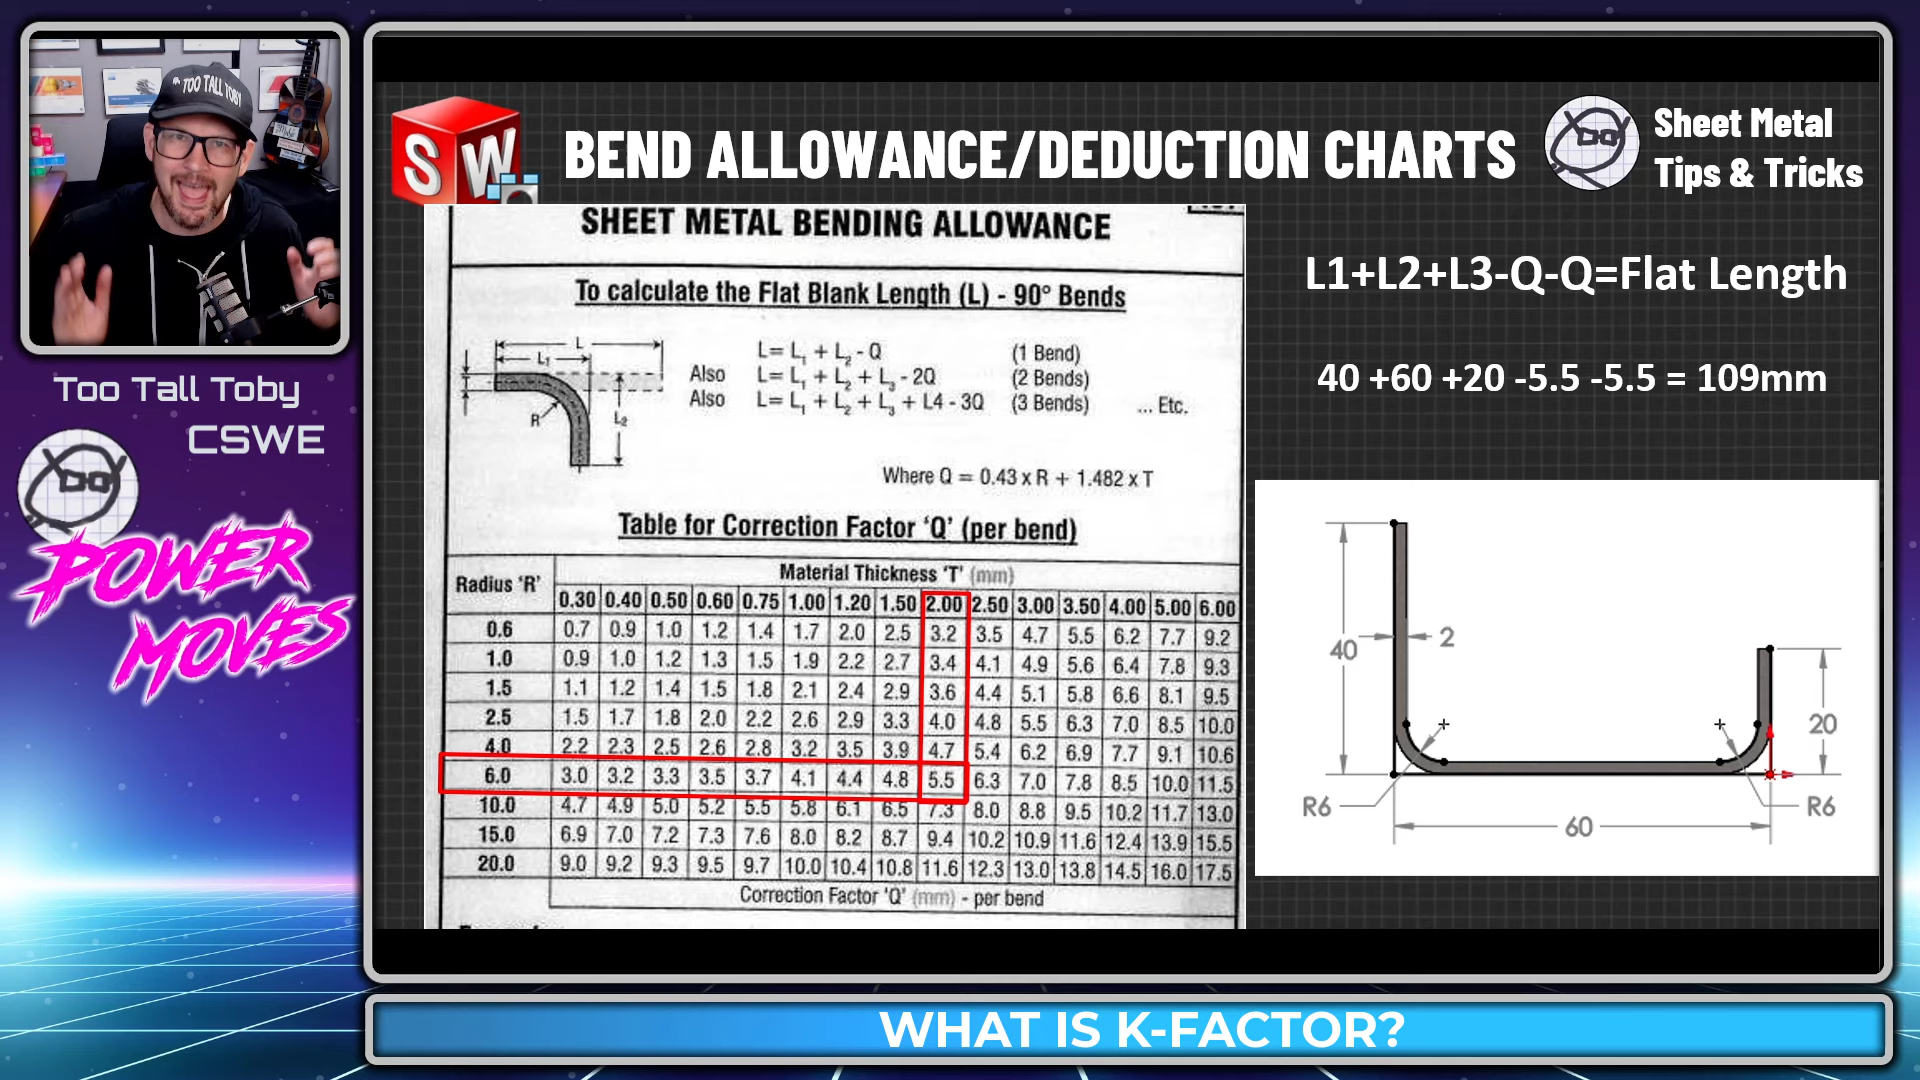 TOO TALL TOBY
Too Tall Toby
CSWE
POWER
MOVES
SW
BEND ALLOWANCE/DEDUCTION CHARTS
Sheet Metal
Tips & Tricks
SHEET METAL BENDING ALLOWANCE
To calculate the Flat Blank Length (L) - 90° Bends
L
L1
R
L2
L= L1 + L2 - Q (1 Bend)
Also L= L1 + L2 + L3 - 2Q (2 Bends)
Also L= L1 + L2 + L3 + L4 - 3Q (3 Bends) ... Etc.
Where Q = 0.43 x R + 1.482 x T
Table for Correction Factor 'Q' (per bend)
Radius 'R' Material Thickness 'T' (mm)
0.30 0.40 0.50 0.60 0.75 1.00 1.20 1.50 2.00 2.50 3.00 3.50 4.00 5.00 6.00
0.6 0.7 0.9 1.0 1.2 1.4 1.7 2.0 2.5 3.2 3.5 4.7 5.5 6.2 7.7 9.2
1.0 0.9 1.0 1.2 1.3 1.5 1.9 2.2 2.7 3.4 4.1 4.9 5.6 6.4 7.8 9.3
1.5 1.1 1.2 1.4 1.5 1.8 2.1 2.4 2.9 3.6 4.4 5.1 5.8 6.6 8.1 9.5
2.5 1.5 1.7 1.8 2.0 2.2 2.6 2.9 3.3 4.0 4.8 5.5 6.3 7.0 8.5 10.0
4.0 2.2 2.3 2.5 2.6 2.8 3.2 3.5 3.9 4.7 5.4 6.2 6.9 7.7 9.1 10.6
6.0 3.0 3.2 3.3 3.5 3.7 4.1 4.4 4.8 5.5 6.3 7.0 7.8 8.5 10.0 11.5
10.0 4.7 4.9 5.0 5.2 5.5 5.8 6.1 6.5 7.3 8.0 8.8 9.5 10.2 11.7 13.0
15.0 6.9 7.0 7.2 7.3 7.6 8.0 8.2 8.7 9.4 10.2 10.9 11.6 12.4 13.9 15.5
20.0 9.0 9.2 9.3 9.5 9.7 10.0 10.4 10.8 11.6 12.3 13.0 13.8 14.5 16.0 17.5
Correction Factor 'Q' (mm) - per bend
L1+L2+L3-Q-Q=Flat Length
40 +60 +20 -5.5 -5.5 = 109mm
40
2
20
R6
R6
60
WHAT IS K-FACTOR?